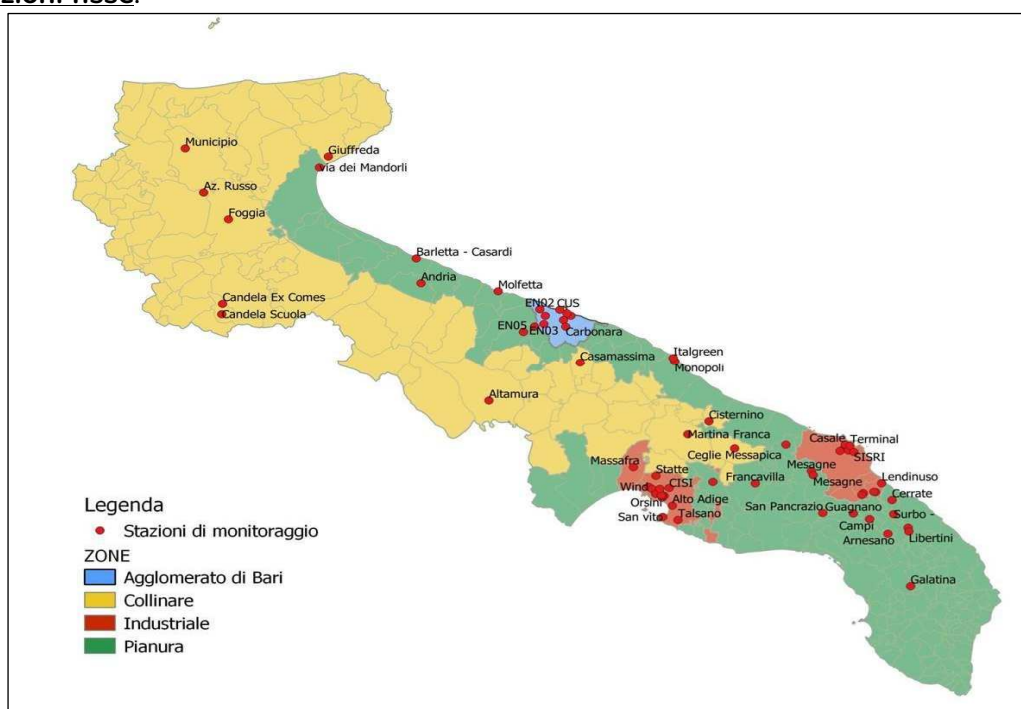 Municipio
Giuffreda
via dei Mandorli
Az. Russo
Foggia
Barletta - Casardi
Andria
Molfetta
Candela Ex Comes
Candela Scuola
EN02 CUS
EN05 EN03 Carbonara
Casamassima
Italgreen
Monopoli
Altamura
Cisternino
Martina Franca
Casale Terminal
Ceglie Messapica
SISRI
Massafra
Statte
Mesagne
Mesagne
Lendinuso
Wind
CISI
Francavilla
Cerrate
Orsini
Alto Adige
San Pancrazio Guagnano
Surbo -
San vito
Talsano
Campi
Arnesano
Libertini
Galatina
Legenda
Stazioni di monitoraggio
ZONE
Agglomerato di Bari
Collinare
Industriale
Pianura